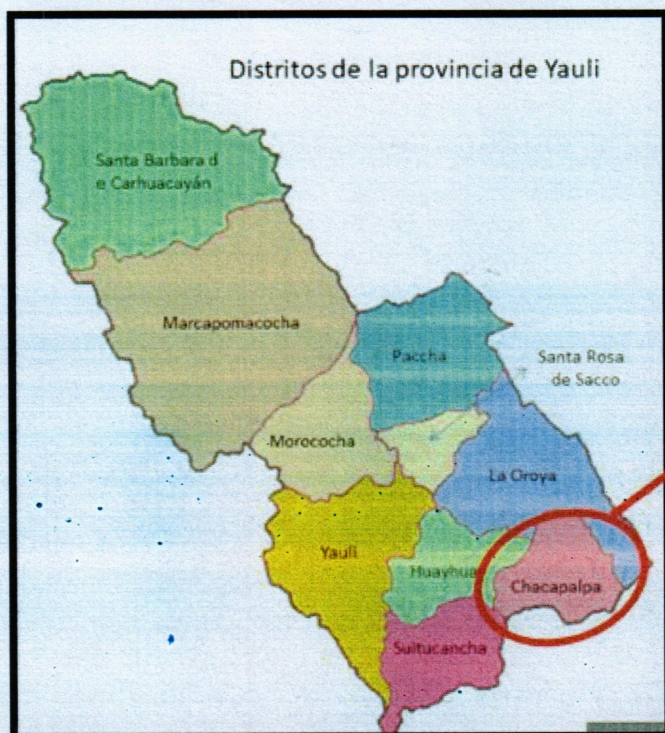 Distritos de la provincia de Yauli
Santa Barbara d
e Carhuacayán
Marcapomacocha
Paccha
Santa Rosa
de Sacco
Morococha
La Oroya
Yauli
Huayhua
Chacapalpa
Suitucancha